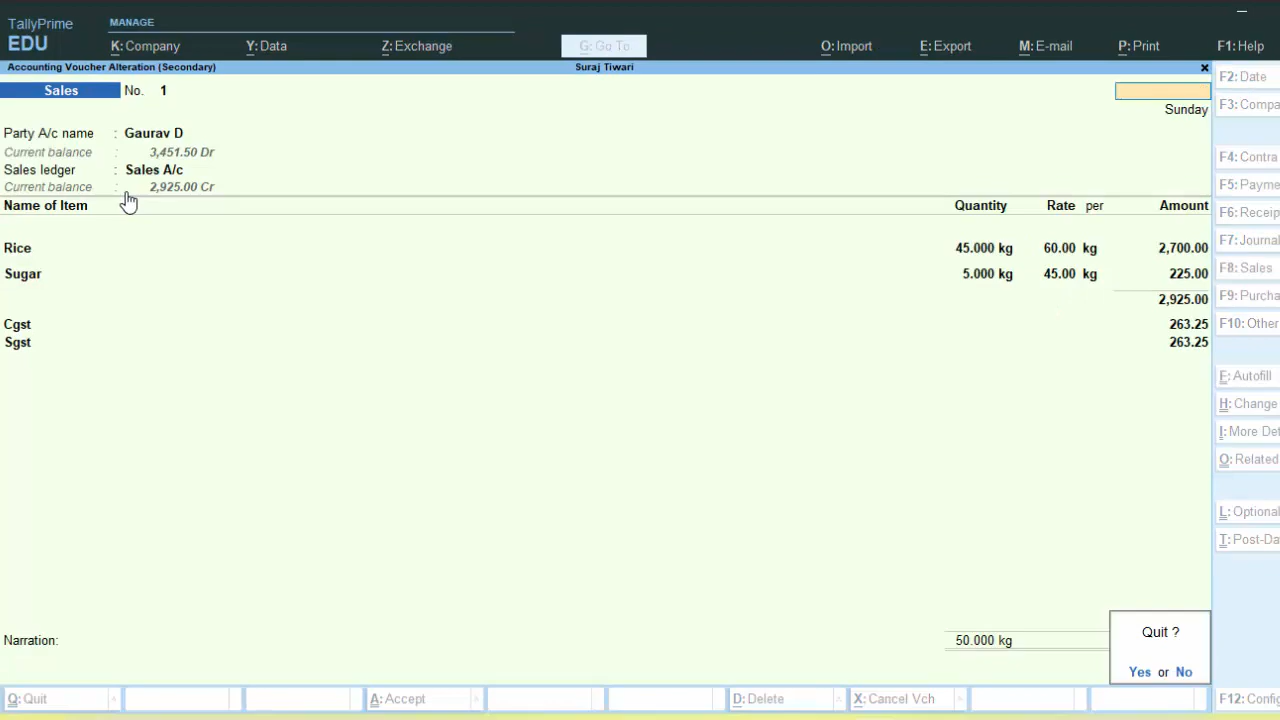 TallyPrime
EDU
MANAGE
K: Company Y: Data Z: Exchange G: Go To O: Import E: Export M: E-mail P: Print F1: Help
Accounting Voucher Alteration (Secondary) Suraj Tiwari ×
Sales No. 1
Sunday
Party A/c name : Gaurav D
Current balance : 3,451.50 Dr
Sales ledger : Sales A/c
Current balance : 2,925.00 Cr
Name of Item Quantity Rate per Amount
Rice 45.000 kg 60.00 kg 2,700.00
Sugar 5.000 kg 45.00 kg 225.00
2,925.00
Cgst 263.25
Sgst 263.25
Narration: 50.000 kg
Quit ?
Yes or No
Q: Quit A: Accept D: Delete X: Cancel Vch
F2: Date
F3: Compa
F4: Contra
F5: Payme
F6: Receip
F7: Journa
F8: Sales
F9: Purcha
F10: Other
E: Autofill
H: Change
I: More Det
O: Related
L: Optional
T: Post-Da
F12: Config